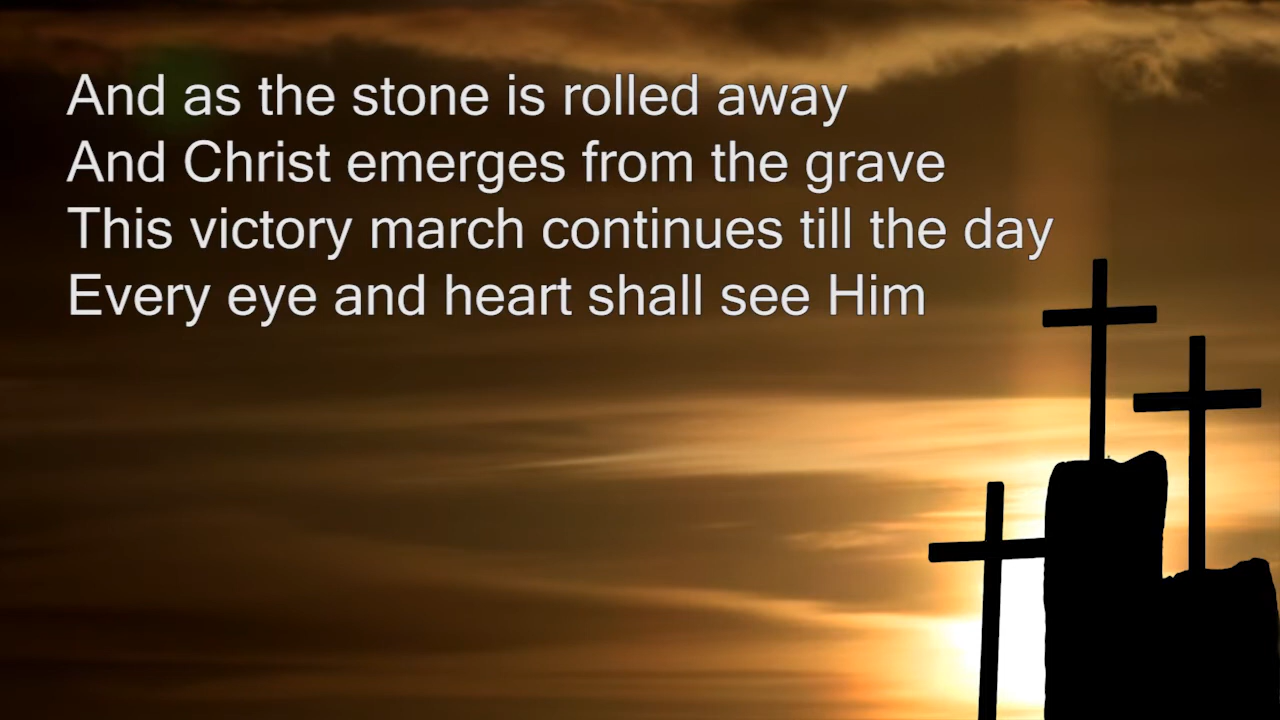 And as the stone is rolled away
And Christ emerges from the grave
This victory march continues till the day
Every eye and heart shall see Him